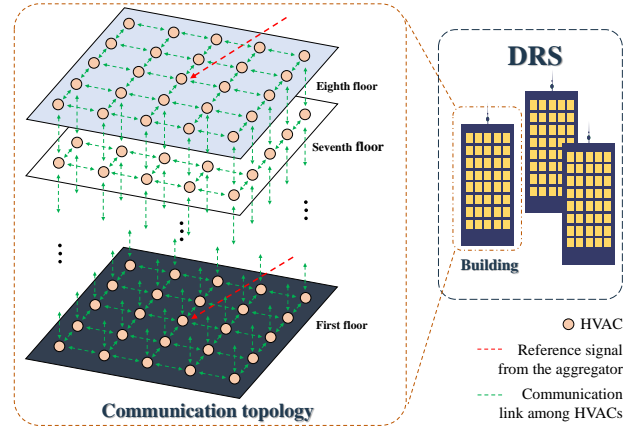 DRS
Eighth floor
Seventh floor
Building
First floor
HVAC
Reference signal
from the aggregator
Communication
link among HVACs
Communication topology